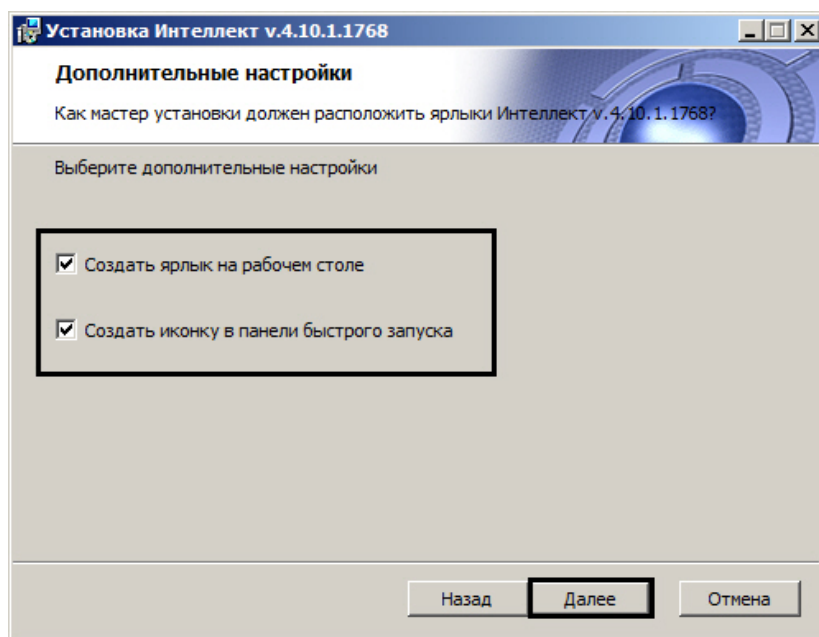 Установка Интеллект v.4.10.1.1768
Дополнительные настройки
Как мастер установки должен расположить ярлыки Интеллект v.4.10.1.1768?
Выберите дополнительные настройки
Создать ярлык на рабочем столе
Создать иконку в панели быстрого запуска
Назад
Далее
Отмена